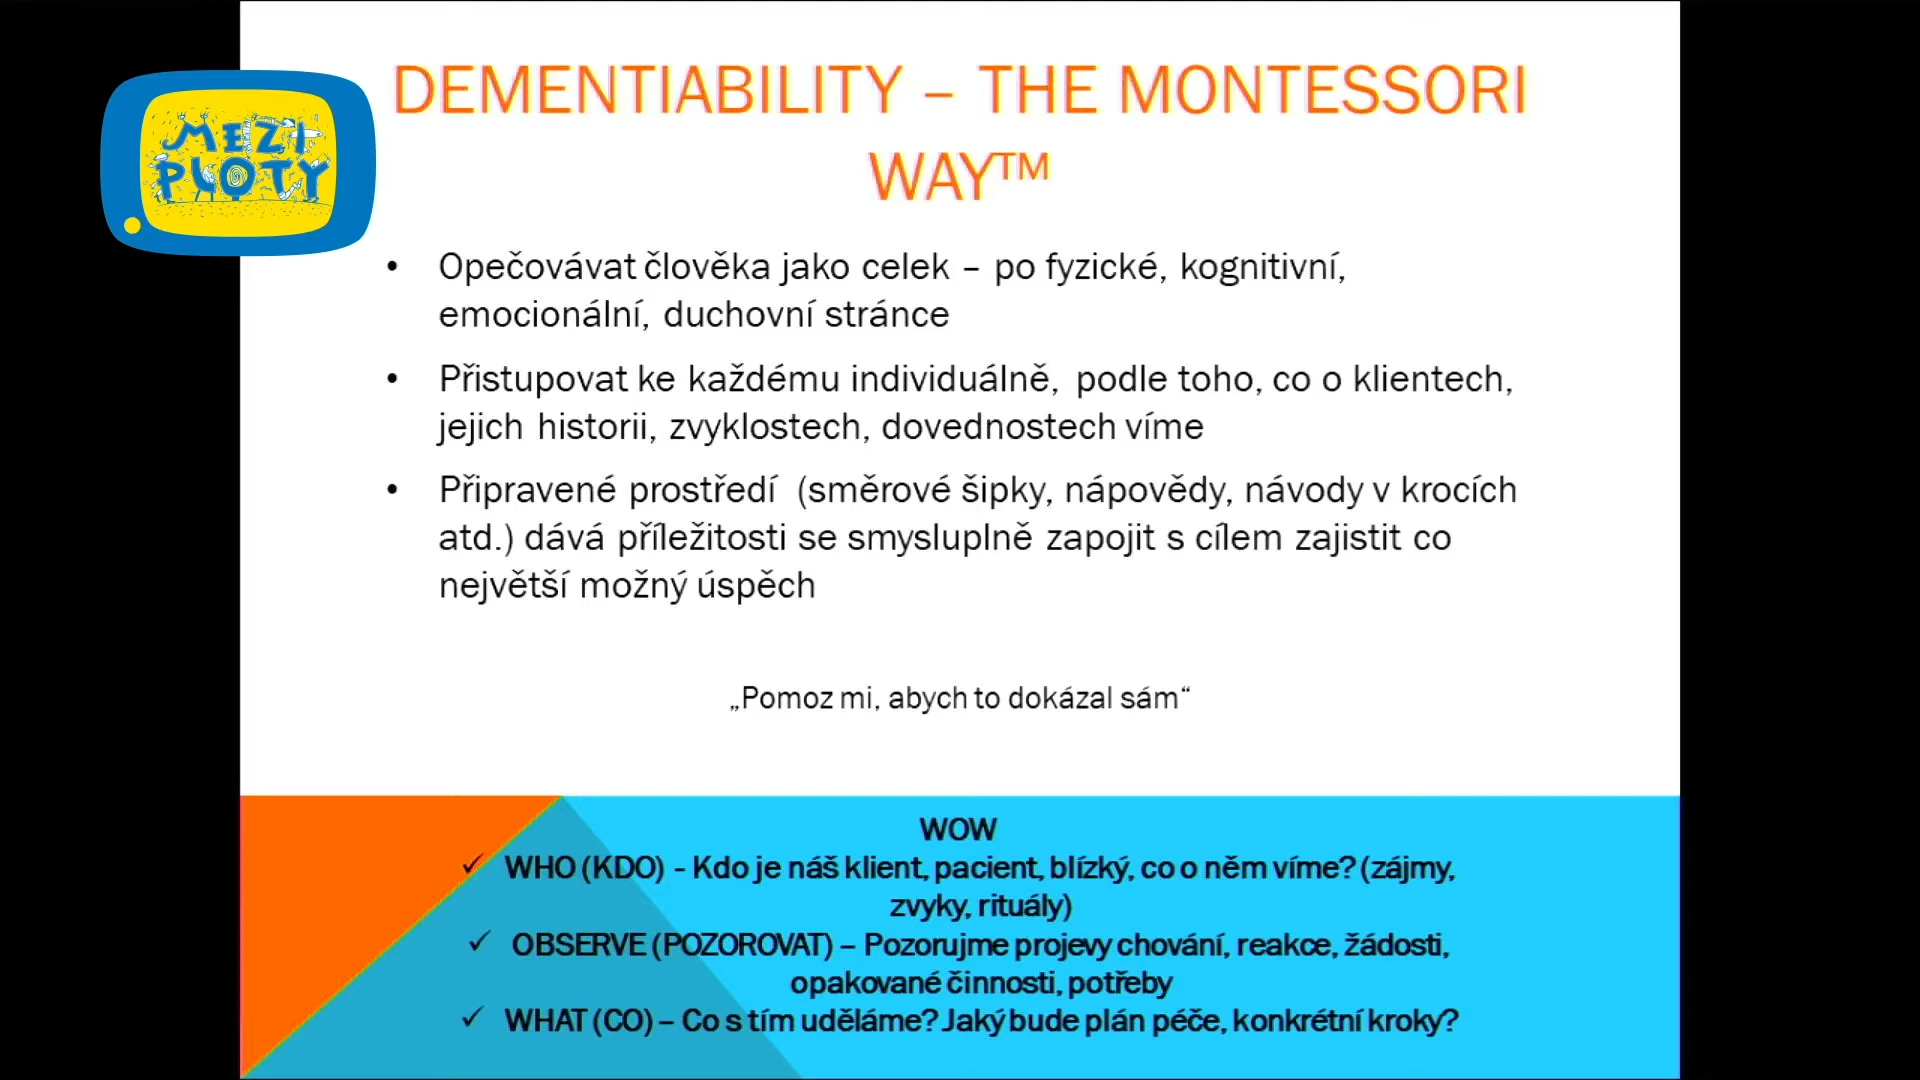 MEZI
PLOTY
DEMENTIABILITY – THE MONTESSORI
WAY™
• Opečovávat člověka jako celek – po fyzické, kognitivní,
emocionální, duchovní stránce
• Přistupovat ke každému individuálně, podle toho, co o klientech,
jejich historii, zvyklostech, dovednostech víme
• Připravené prostředí (směrové šipky, nápovědy, návody v krocích
atd.) dává příležitosti se smysluplně zapojit s cílem zajistit co
největší možný úspěch
„Pomoz mi, abych to dokázal sám“
WOW
✓ WHO (KDO) - Kdo je náš klient, pacient, blízký, co o něm víme? (zájmy,
zvyky, rituály)
✓ OBSERVE (POZOROVAT) – Pozorujme projevy chování, reakce, žádosti,
opakované činnosti, potřeby
✓ WHAT (CO) – Co s tím uděláme? Jaký bude plán péče, konkrétní kroky?